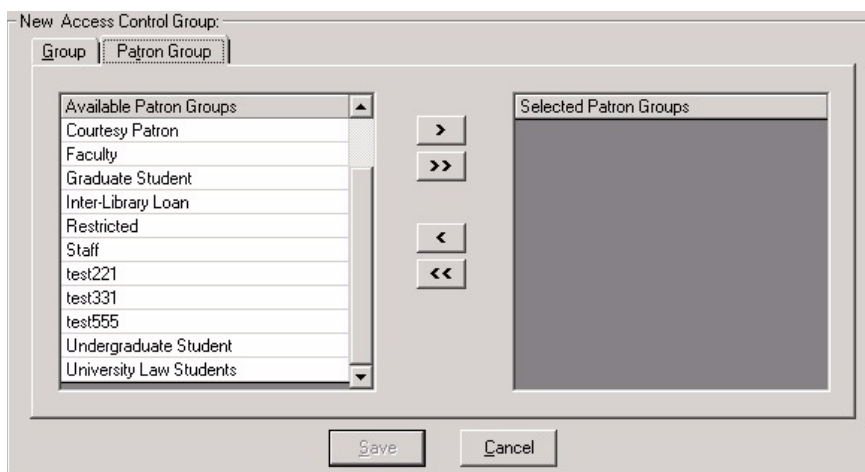 New Access Control Group:
Group
Patron Group
Available Patron Groups
Courtesy Patron
Faculty
Graduate Student
Inter-Library Loan
Restricted
Staff
test221
test331
test555
Undergraduate Student
University Law Students
>
>>
<
<<
Selected Patron Groups
Save
Cancel